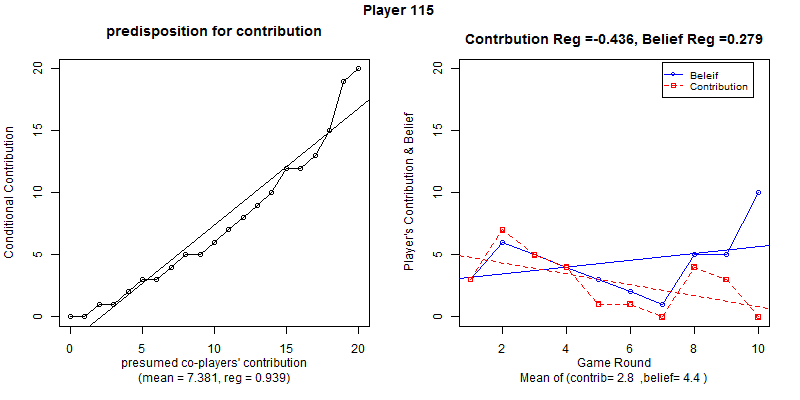 Player 115
predisposition for contribution
Contrbution Reg =-0.436, Belief Reg =0.279
Conditional Contribution
20
15
10
5
0
0 5 10 15 20
presumed co-players' contribution
(mean = 7.381, reg = 0.939)
Player's Contribution & Belief
20
15
10
5
0
Beleif
Contribution
2 4 6 8 10
Game Round
Mean of (contrib= 2.8 ,belief= 4.4 )